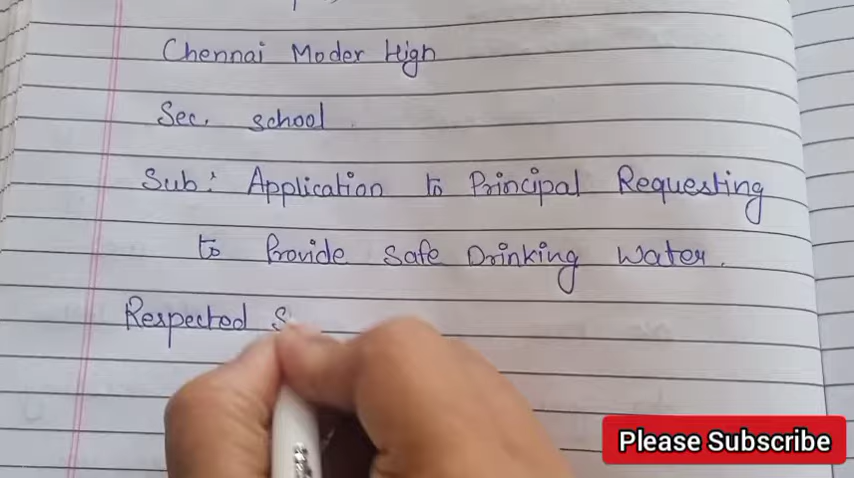 Chennai Moder High
Sec. School
Sub: Application to Principal Requesting
to Provide Safe Drinking Water.
Respected S
Please Subscribe